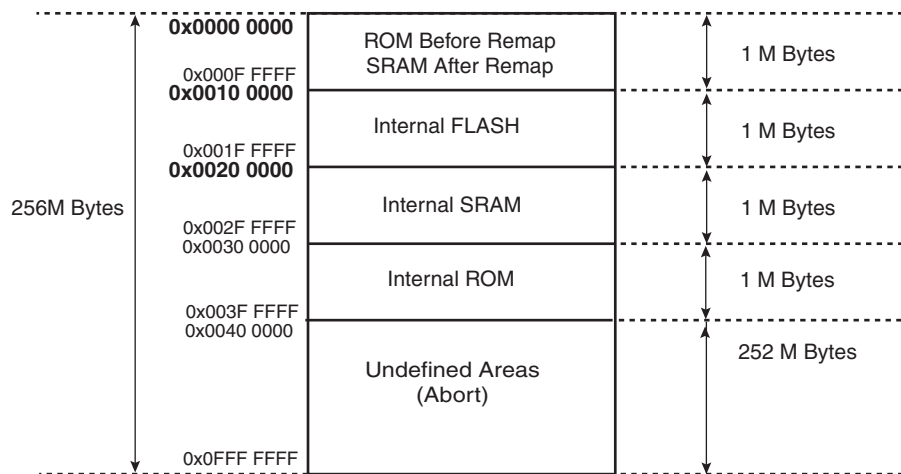 0x0000 0000
ROM Before Remap
SRAM After Remap
1 M Bytes
0x000F FFFF
0x0010 0000
Internal FLASH
1 M Bytes
0x001F FFFF
0x0020 0000
256M Bytes
Internal SRAM
1 M Bytes
0x002F FFFF
0x0030 0000
Internal ROM
1 M Bytes
0x003F FFFF
0x0040 0000
252 M Bytes
Undefined Areas
(Abort)
0x0FFF FFFF